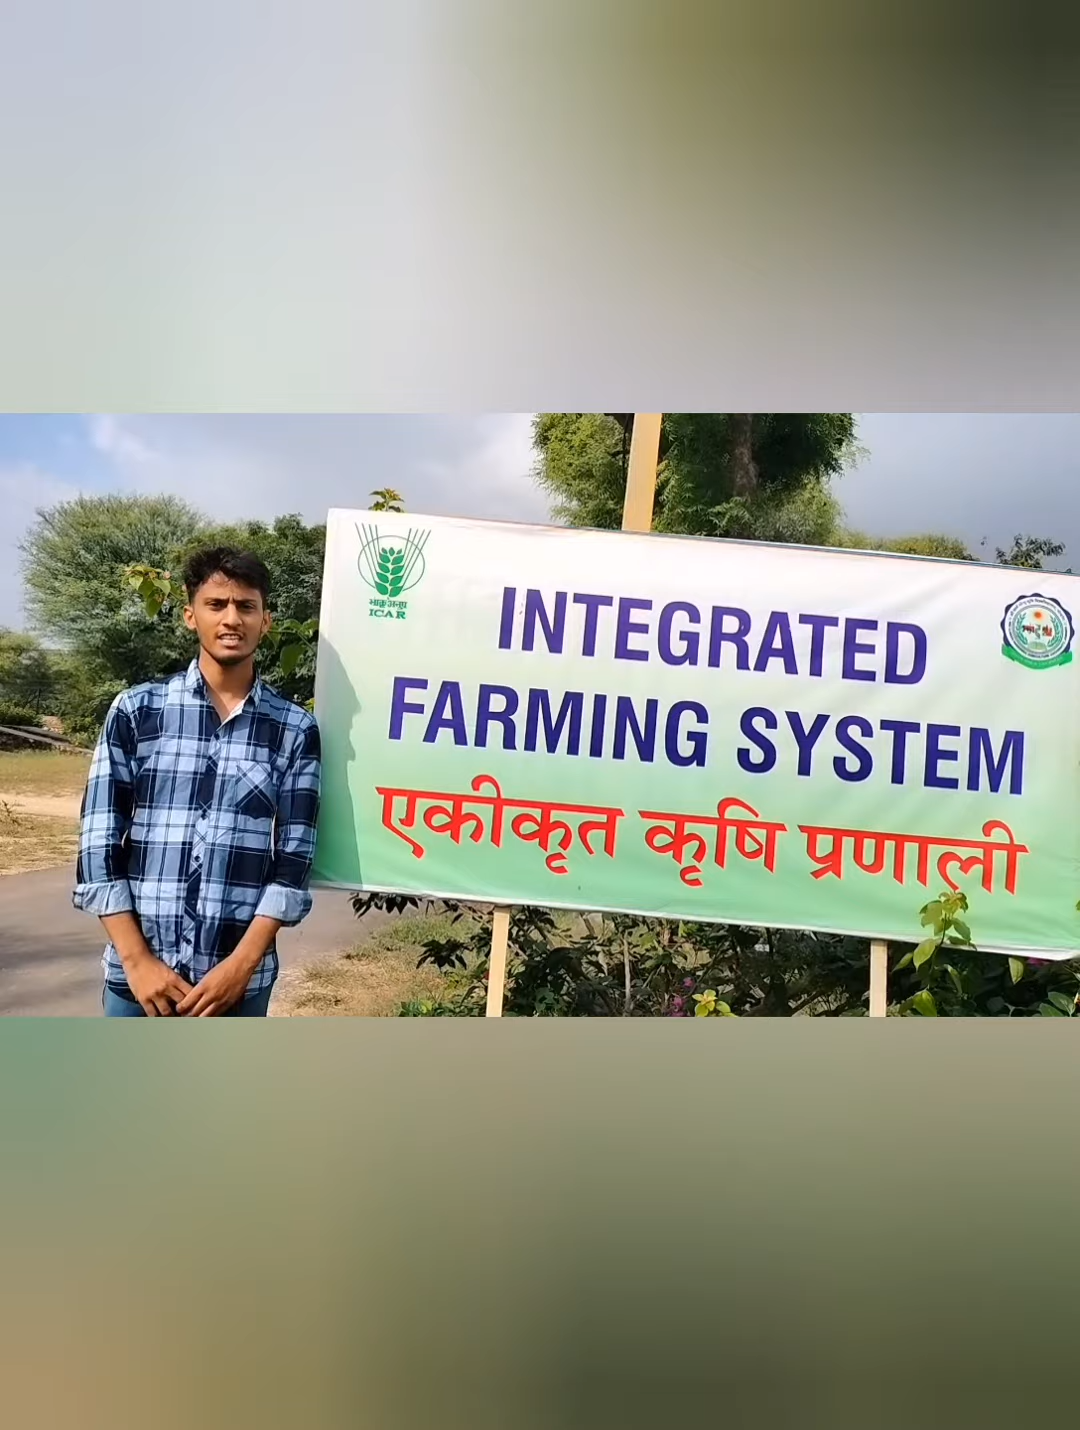 भाकृअनुप
ICAR
INTEGRATED
FARMING SYSTEM
एकीकृत कृषि प्रणाली